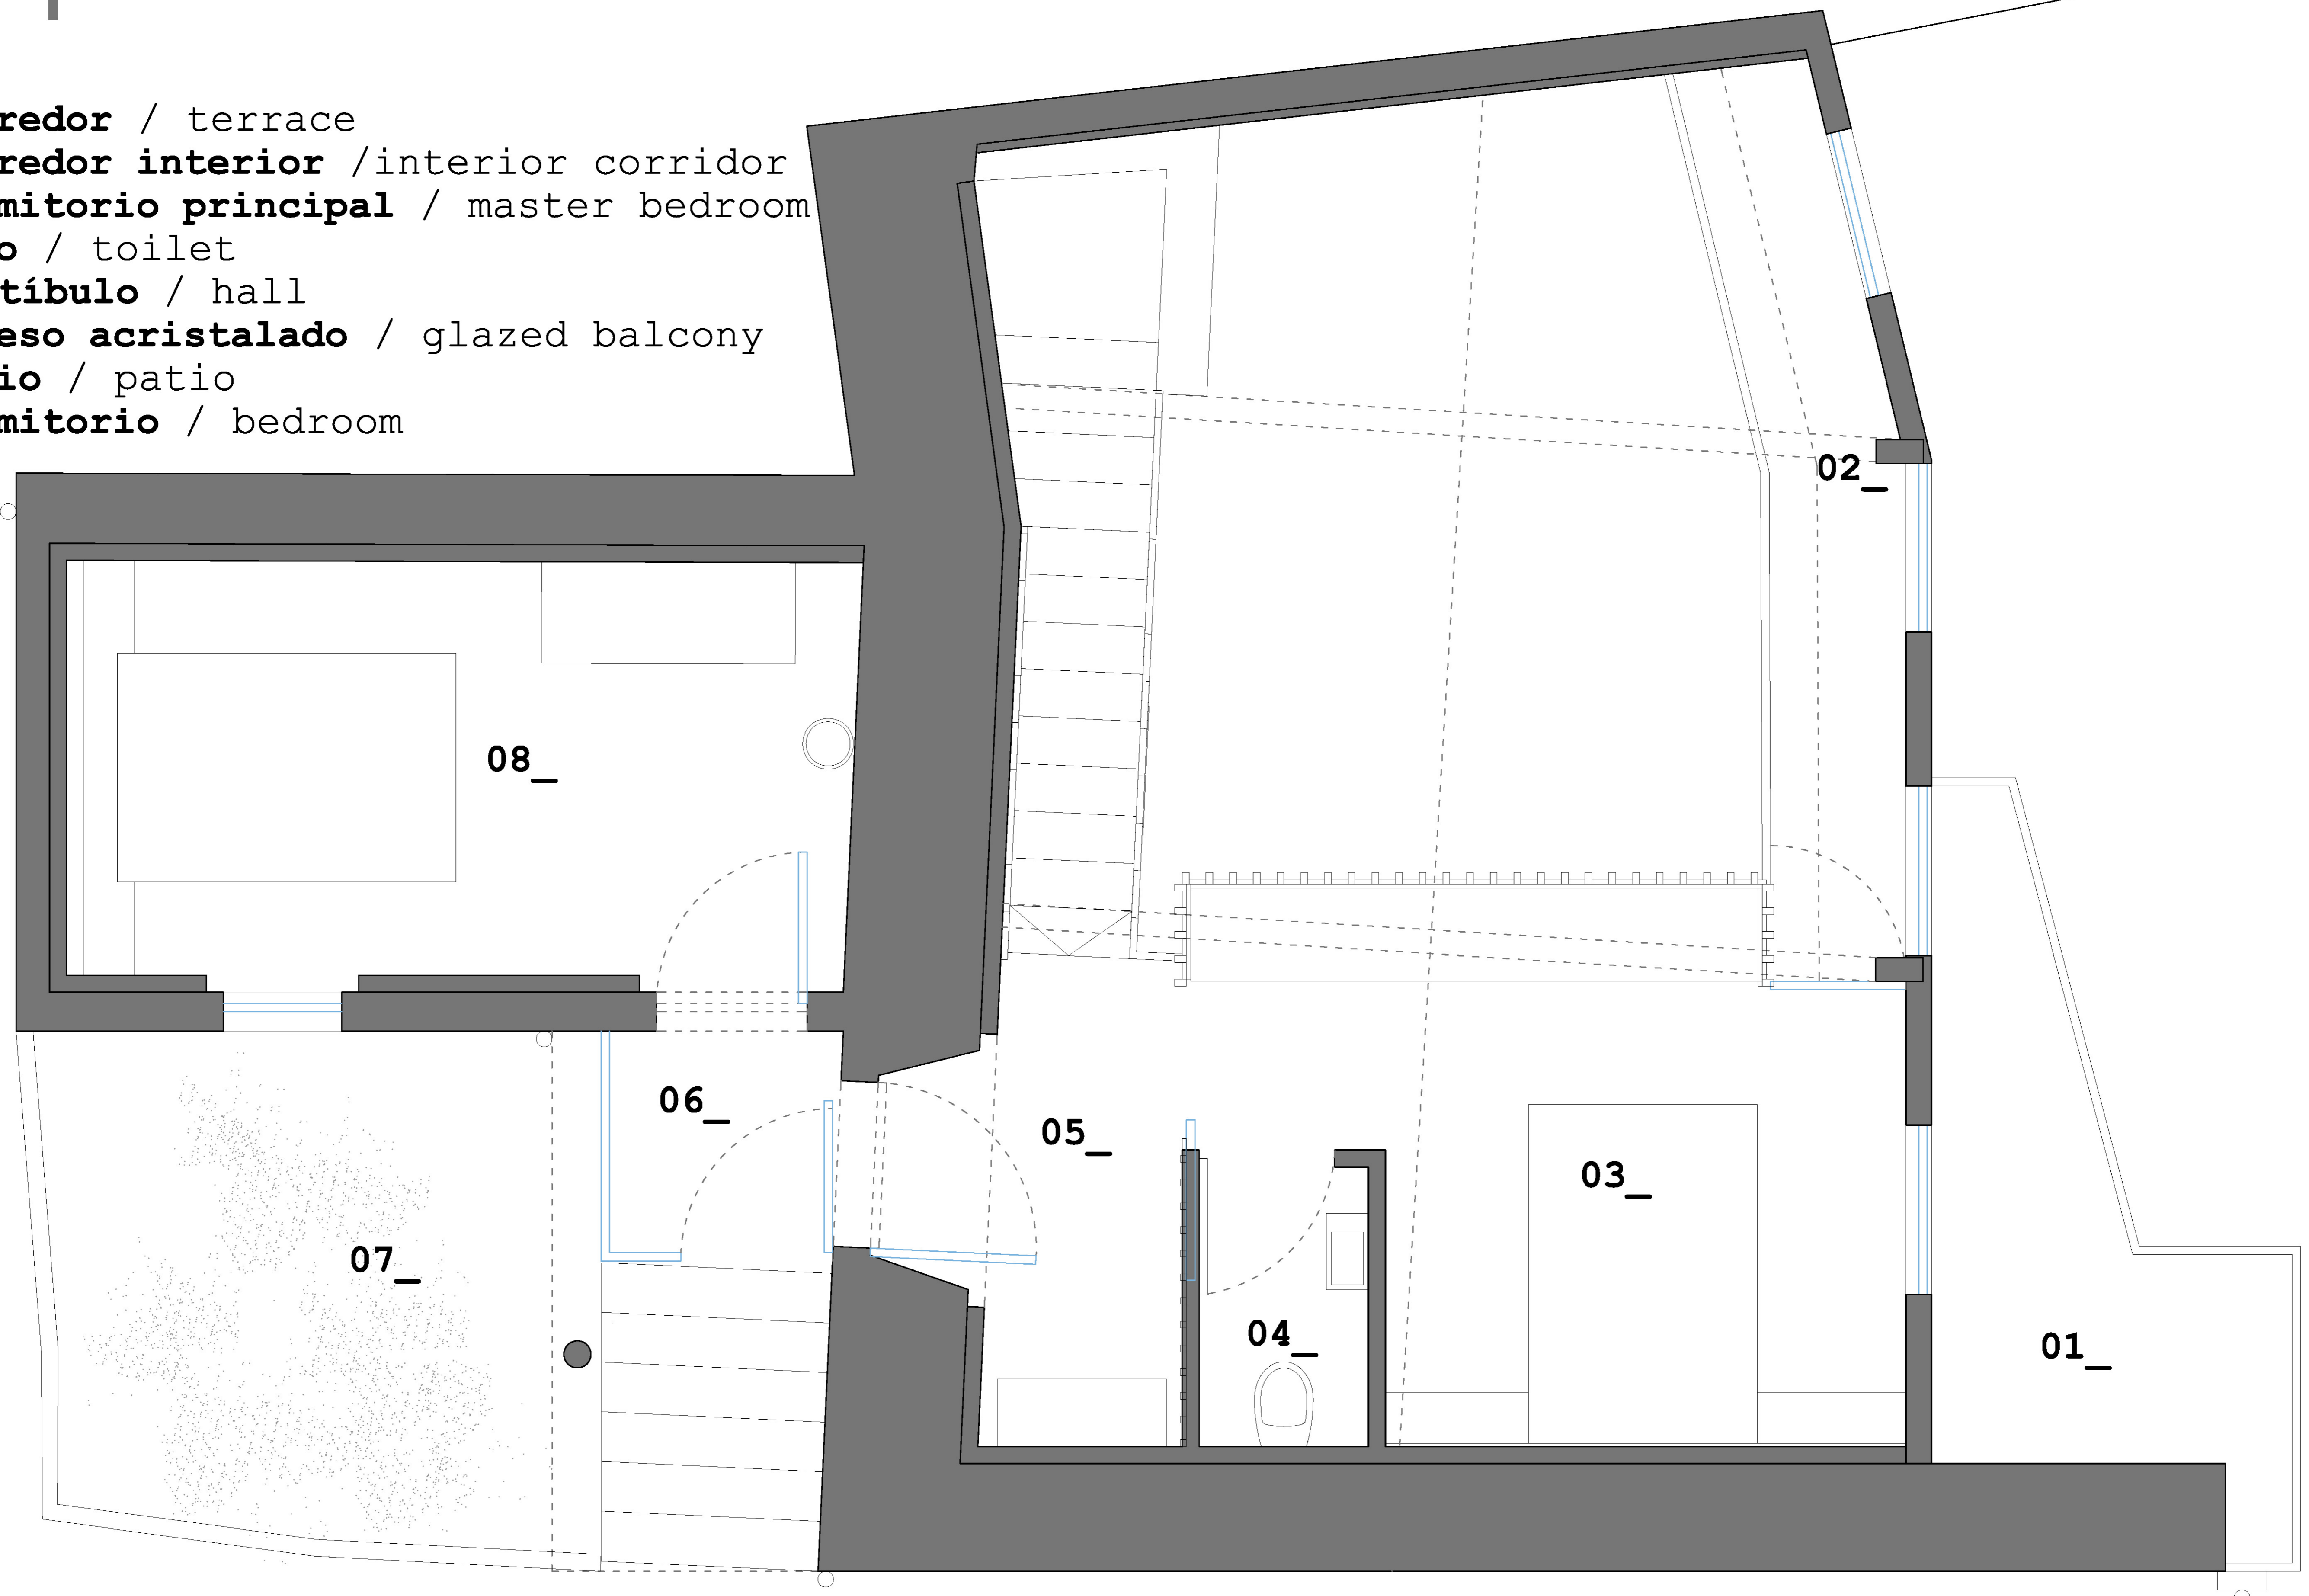 redor / terrace
redor interior /interior corridor
mitorio principal / master bedroom
o / toilet
tíbulo / hall
eso acristalado / glazed balcony
io / patio
mitorio / bedroom
02_
08_
06_
05_
03_
07_
04_
01_